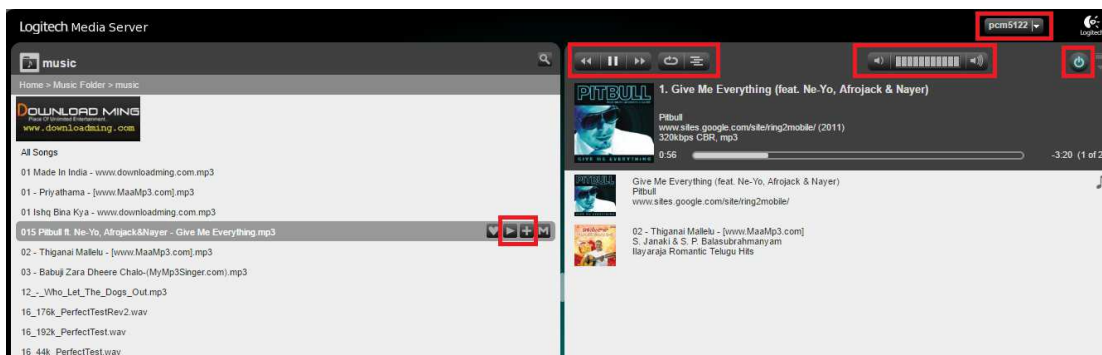 Logitech Media Server
pcm5122
Logitech
music
Home > Music Folder > music
DOWNLOAD MING
Place Of Unlimited Entertainment.
www.downloadming.com
All Songs
01 Made In India - www.downloadming.com.mp3
01 - Priyathama - [www.MaaMp3.com].mp3
01 Ishq Bina Kya - www.downloadming.com.mp3
015 Pitbull ft. Ne-Yo, Afrojack&Nayer - Give Me Everything.mp3
M
02 - Thiganai Mallelu - [www.MaaMp3.com].mp3
03 - Babuji Zara Dheere Chalo-(MyMp3Singer.com).mp3
12_-_Who_Let_The_Dogs_Out.mp3
16_176k_PerfectTestRev2.wav
16_192k_PerfectTest.wav
16_44k_PerfectTest.wav
PITBULL
GIVE ME EVERYTHING
1. Give Me Everything (feat. Ne-Yo, Afrojack & Nayer)
Pitbull
www.sites.google.com/site/ring2mobile/ (2011)
320kbps CBR, mp3
0:56
-3:20 (1 of 2
PITBULL
Give Me Everything (feat. Ne-Yo, Afrojack & Nayer)
Pitbull
www.sites.google.com/site/ring2mobile/
02 - Thiganai Mallelu - [www.MaaMp3.com]
S. Janaki & S. P. Balasubrahmanyam
Ilayaraja Romantic Telugu Hits